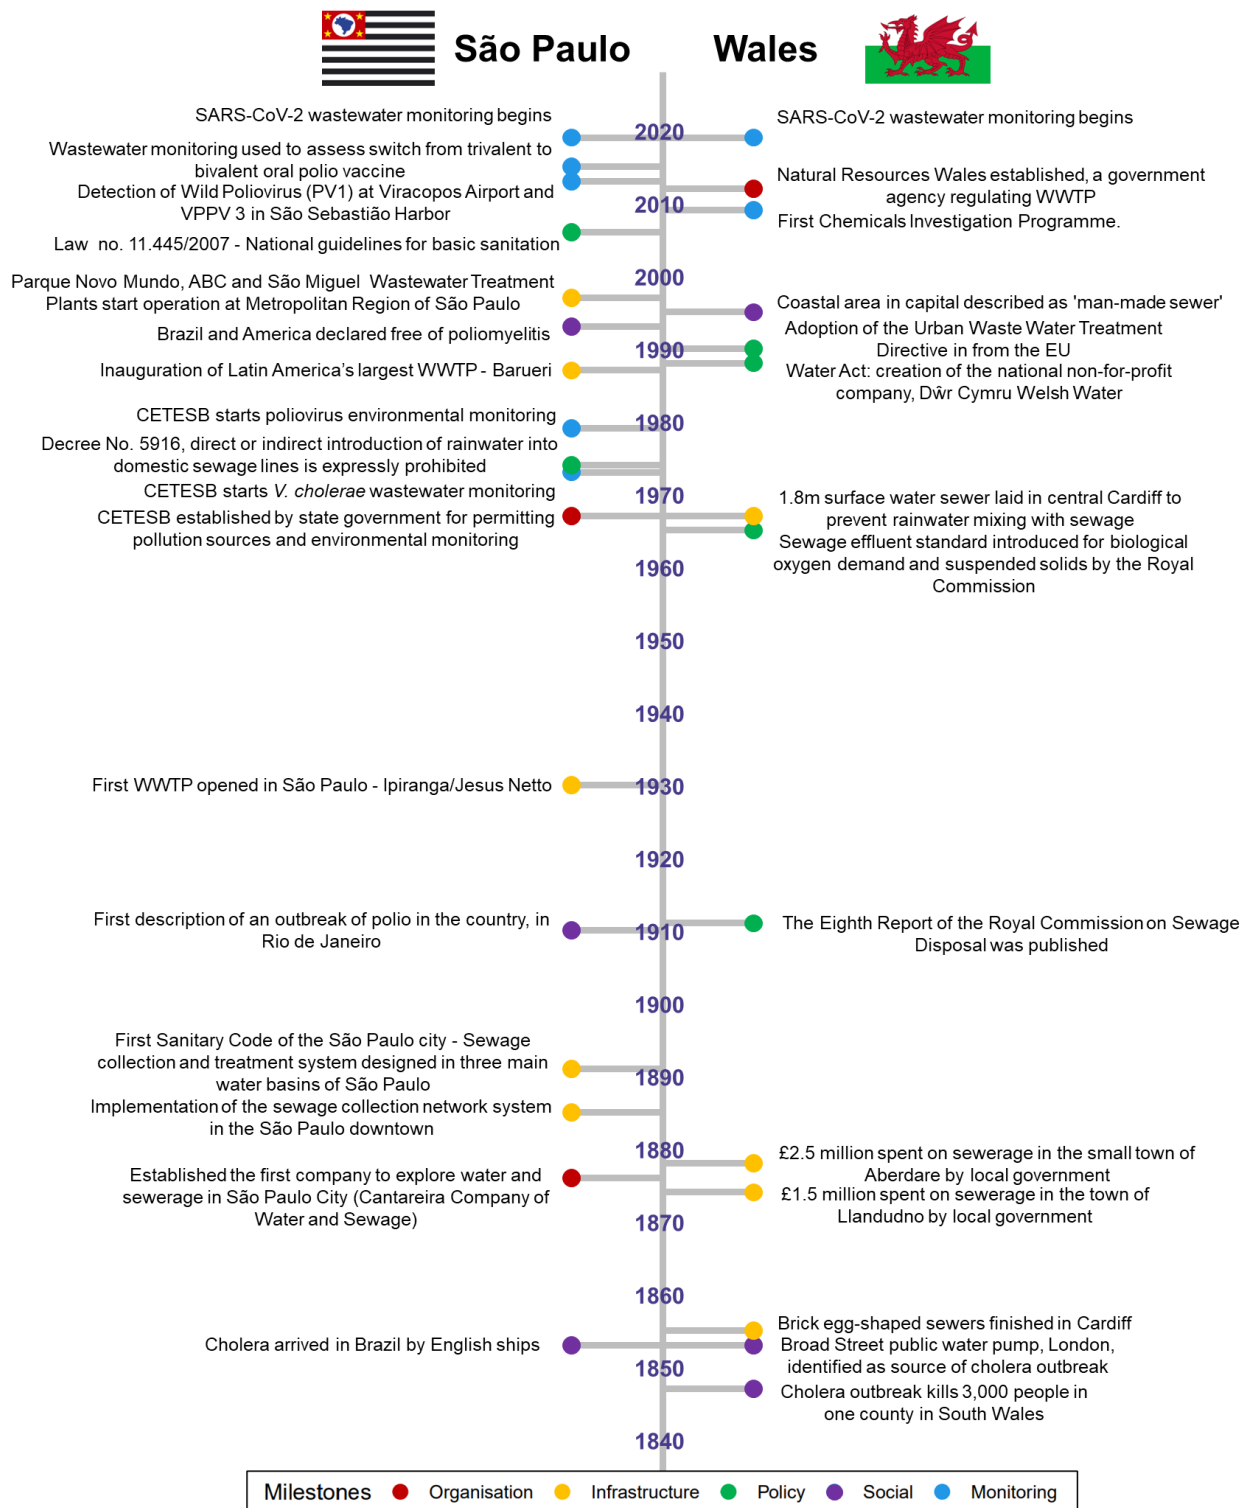 São Paulo
Wales
SARS-CoV-2 wastewater monitoring begins
SARS-CoV-2 wastewater monitoring begins
2020
Wastewater monitoring used to assess switch from trivalent to
bivalent oral polio vaccine
Detection of Wild Poliovirus (PV1) at Viracopos Airport and
VPPV 3 in São Sebastião Harbor
Natural Resources Wales established, a government
agency regulating WWTP
2010
First Chemicals Investigation Programme.
Law no. 11.445/2007 - National guidelines for basic sanitation
2000
Parque Novo Mundo, ABC and São Miguel Wastewater Treatment
Plants start operation at Metropolitan Region of São Paulo
Coastal area in capital described as 'man-made sewer'
Brazil and America declared free of poliomyelitis
Adoption of the Urban Waste Water Treatment
Directive in from the EU
1990
Inauguration of Latin America's largest WWTP - Barueri
Water Act: creation of the national non-for-profit
company, Dŵr Cymru Welsh Water
CETESB starts poliovirus environmental monitoring
1980
Decree No. 5916, direct or indirect introduction of rainwater into
domestic sewage lines is expressly prohibited
CETESB starts V. cholerae wastewater monitoring
1970
CETESB established by state government for permitting
pollution sources and environmental monitoring
1.8m surface water sewer laid in central Cardiff to
prevent rainwater mixing with sewage
Sewage effluent standard introduced for biological
oxygen demand and suspended solids by the Royal
Commission
1960
1950
1940
First WWTP opened in São Paulo - Ipiranga/Jesus Netto
1930
1920
First description of an outbreak of polio in the country, in
Rio de Janeiro
1910
The Eighth Report of the Royal Commission on Sewage
Disposal was published
1900
First Sanitary Code of the São Paulo city - Sewage
collection and treatment system designed in three main
water basins of São Paulo
1890
Implementation of the sewage collection network system
in the São Paulo downtown
1880
£2.5 million spent on sewerage in the small town of
Aberdare by local government
Established the first company to explore water and
sewerage in São Paulo City (Cantareira Company of
Water and Sewage)
£1.5 million spent on sewerage in the town of
Llandudno by local government
1870
1860
Brick egg-shaped sewers finished in Cardiff
Cholera arrived in Brazil by English ships
Broad Street public water pump, London,
identified as source of cholera outbreak
1850
Cholera outbreak kills 3,000 people in
one county in South Wales
1840
Milestones Organisation Infrastructure Policy Social Monitoring